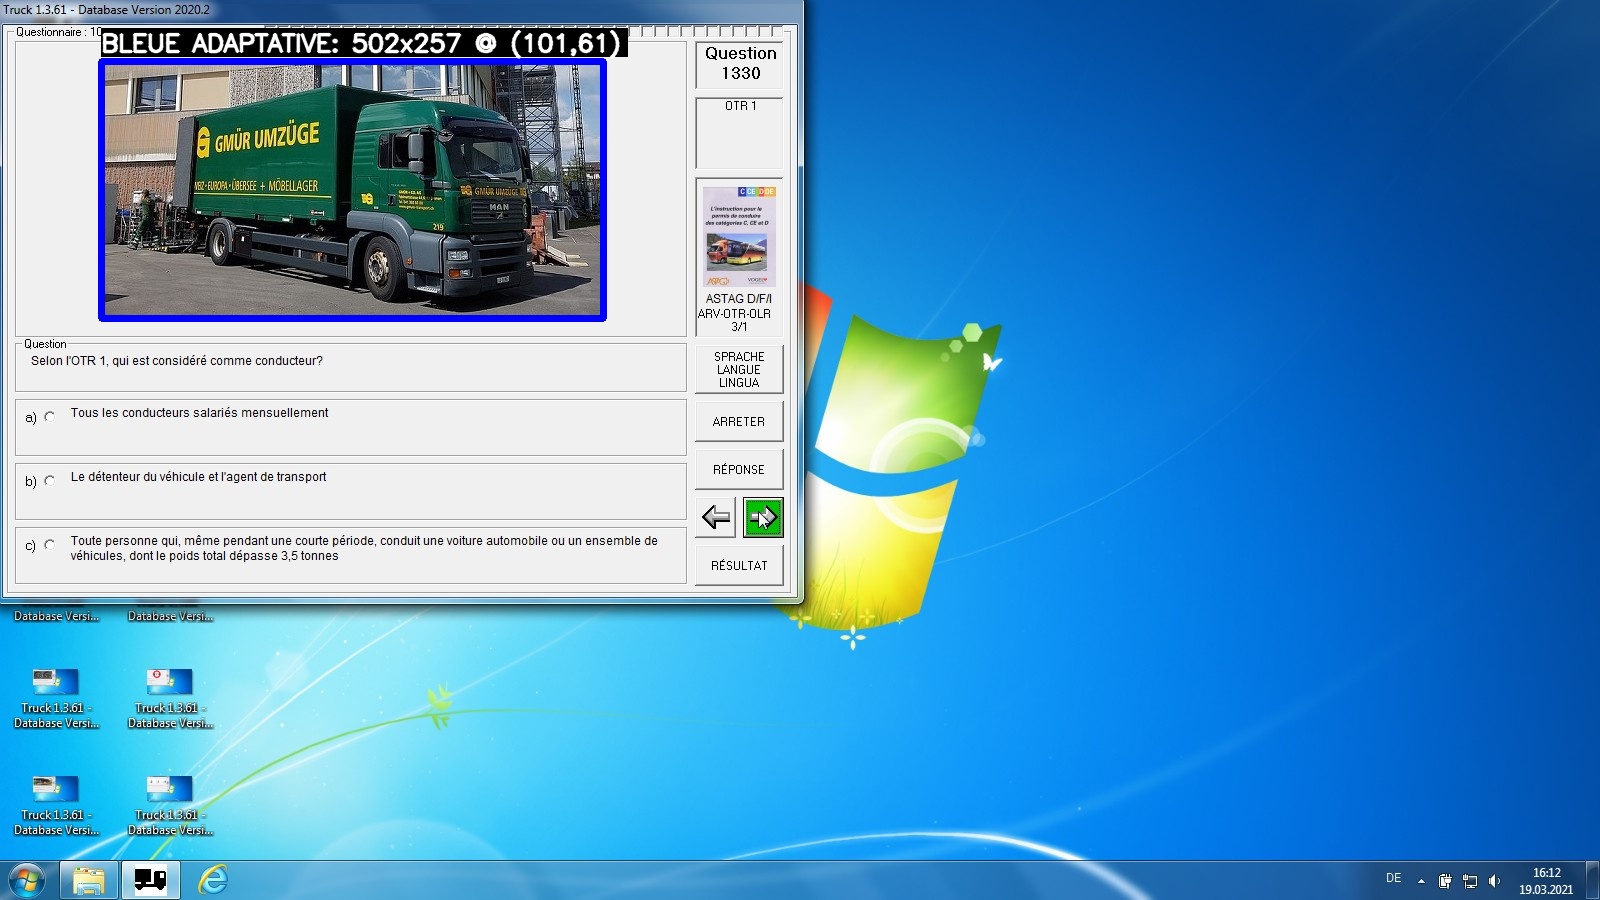 Truck 1.3.61 - Database Version 2020.2
Questionnaire : 10
BLEUE ADAPTATIVE: 502x257 @ (101,61)
GMÜR UMZÜGE
EUROPA · ÜBERSEE + MÖBELLAGER
GMÜR UMZÜGE
MAN
219
Question
1330
OTR 1
C CE D DE
L'instruction pour le
permis de conduire
des catégories C, CE et D
ASTAG D/F/I
ARV-OTR-OLR
3/1
Question
Selon l'OTR 1, qui est considéré comme conducteur?
a) Tous les conducteurs salariés mensuellement
b) Le détenteur du véhicule et l'agent de transport
c) Toute personne qui, même pendant une courte période, conduit une voiture automobile ou un ensemble de
véhicules, dont le poids total dépasse 3,5 tonnes
SPRACHE
LANGUE
LINGUA
ARRETER
RÉPONSE
RÉSULTAT
Database Versi...
Database Versi...
Truck 1.3.61 -
Database Versi...
Truck 1.3.61 -
Database Versi...
Truck 1.3.61 -
Database Versi...
Truck 1.3.61 -
Database Versi...
DE
16:12
19.03.2021